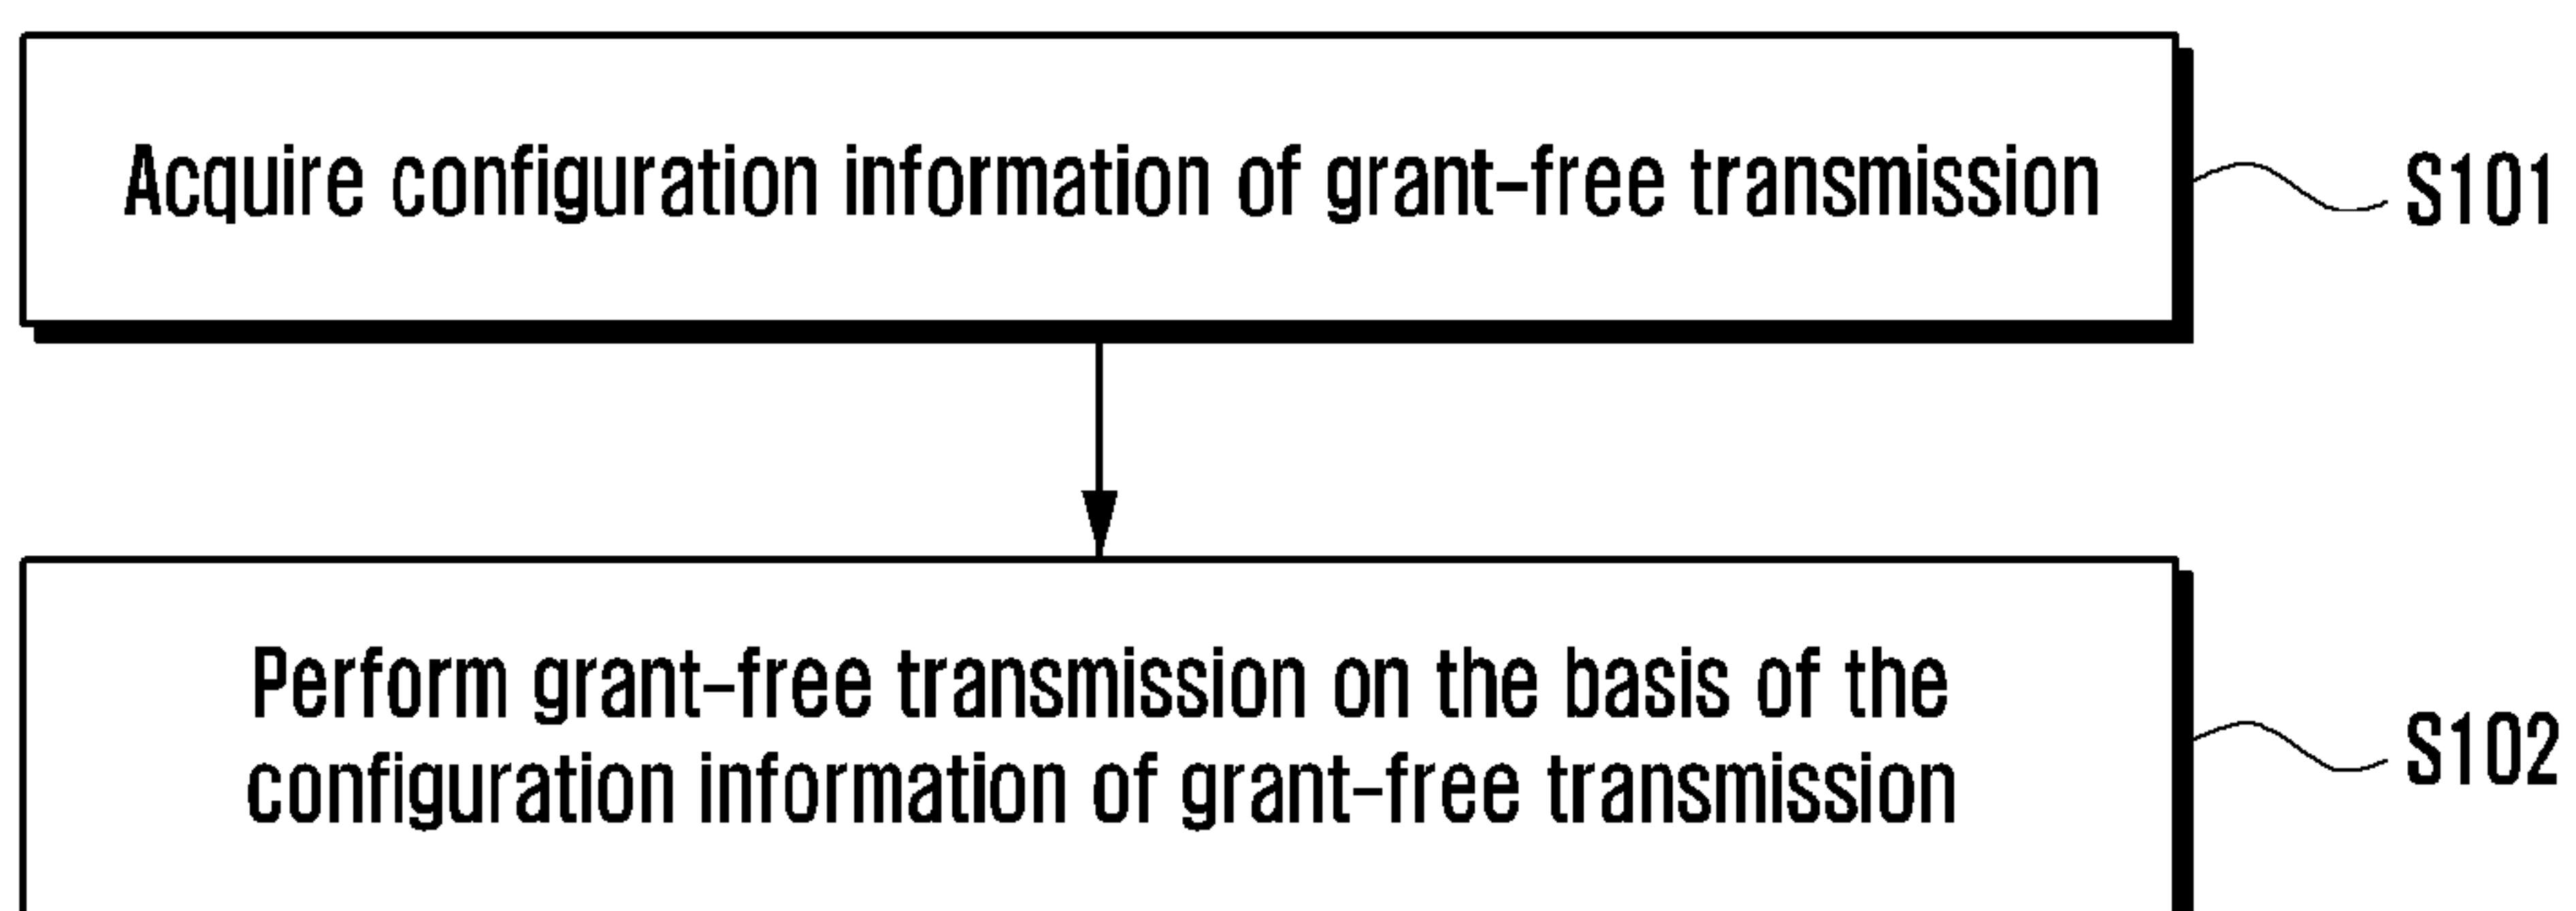 Acquire configuration information of grant-free transmission
S101
Perform grant-free transmission on the basis of the
configuration information of grant-free transmission
S102